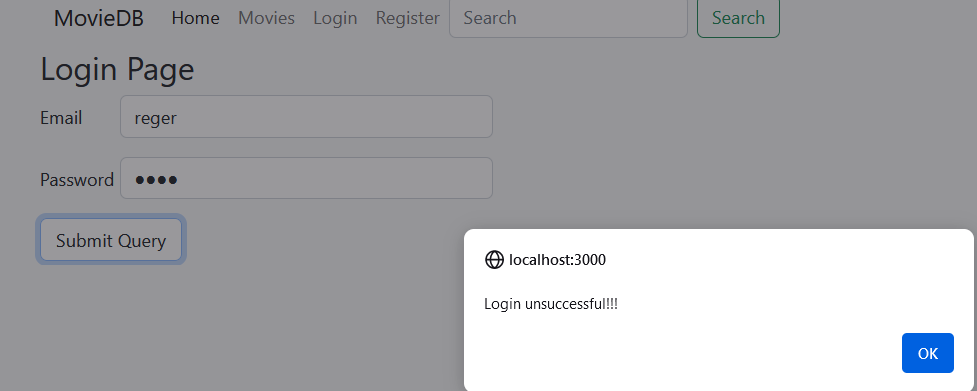 MovieDB Home Movies Login Register Search Search
Login Page
Email reger
Password ●●●●
Submit Query
localhost:3000
Login unsuccessful!!!
OK